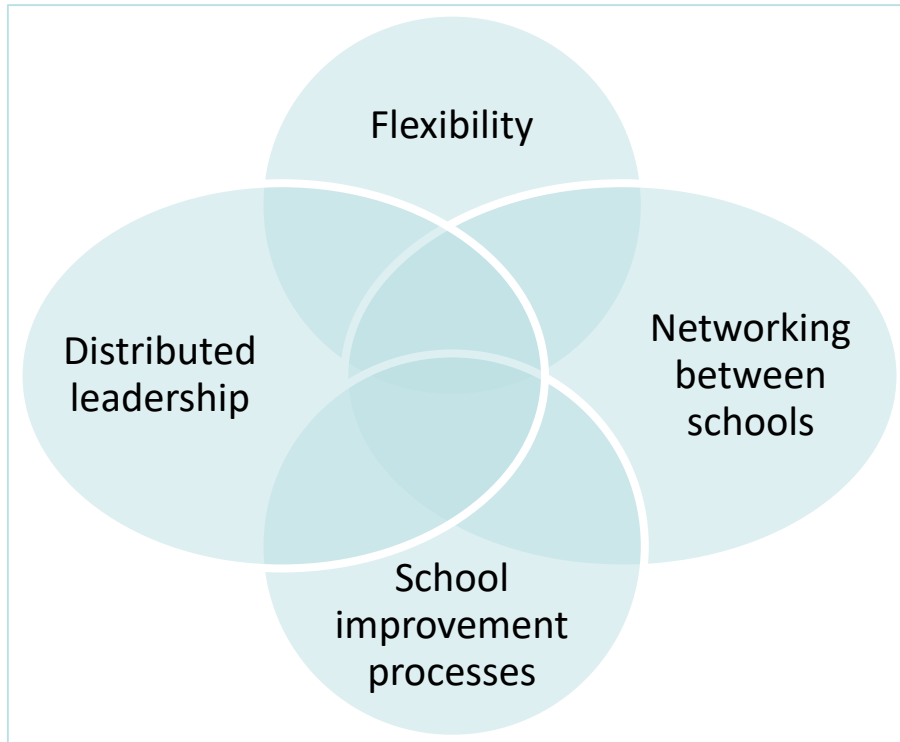 Flexibility
Distributed
leadership
Networking
between
schools
School
improvement
processes